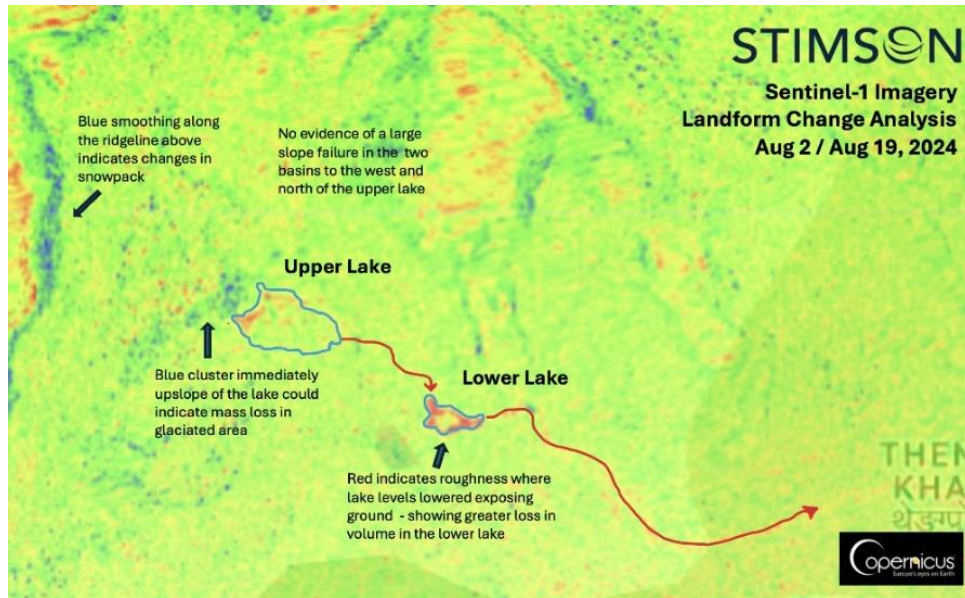 STIMSON
Sentinel-1 Imagery
Landform Change Analysis
Aug 2 / Aug 19, 2024
Blue smoothing along
the ridgeline above
indicates changes in
snowpack
No evidence of a large
slope failure in the two
basins to the west and
north of the upper lake
Upper Lake
Blue cluster immediately
upslope of the lake could
indicate mass loss in
glaciated area
Lower Lake
Red indicates roughness where
lake levels lowered exposing
ground - showing greater loss in
volume in the lower lake
THEN
KHA
Copernicus
Europe's eyes on Earth